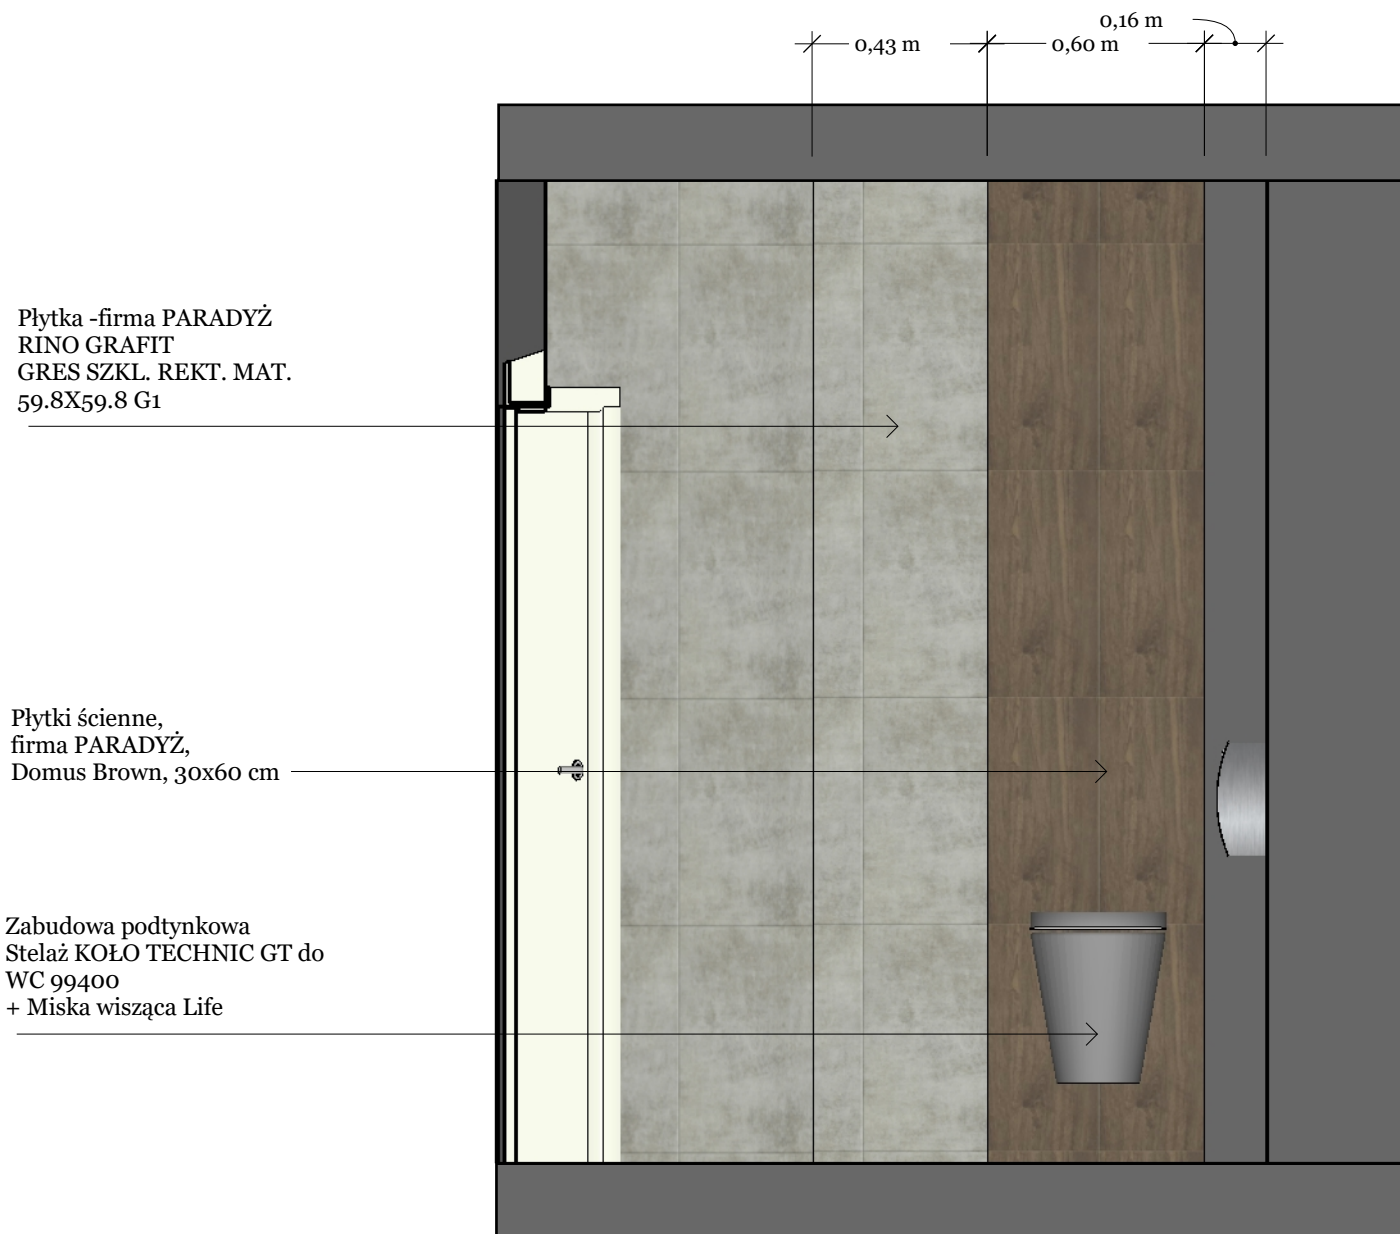 0,16 m
0,43 m
0,60 m
Płytka -firma PARADYŻ
RINO GRAFIT
GRES SZKL. REKT. MAT.
59.8X59.8 G1
Płytki ścienne,
firma PARADYŻ,
Domus Brown, 30x60 cm
Zabudowa podtynkowa
Stelaż KOŁO TECHNIC GT do
WC 99400
+ Miska wisząca Life